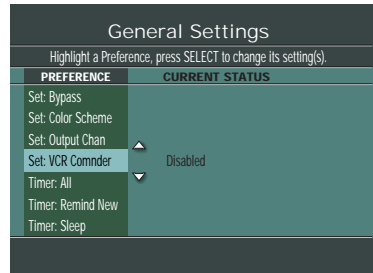 General Settings
Highlight a Preference, press SELECT to change its setting(s).
PREFERENCE CURRENT STATUS
Set: Bypass
Set: Color Scheme
Set: Output Chan
Set: VCR Comnder Disabled
Timer: All
Timer: Remind New
Timer: Sleep